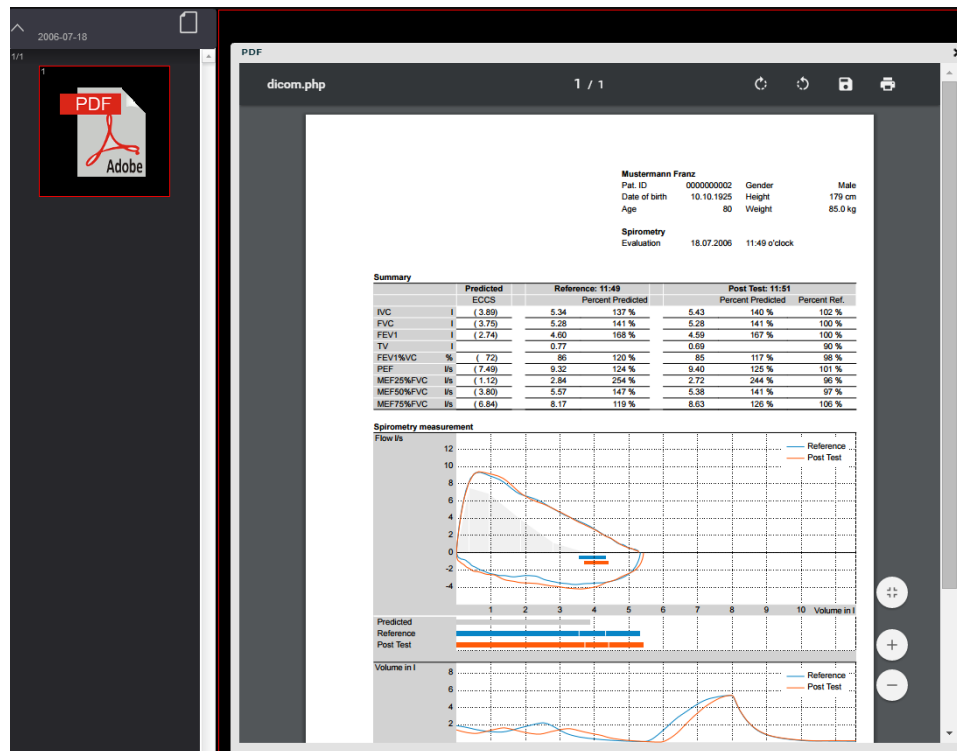 2006-07-18
1/1
1
PDF
Adobe
PDF
dicom.php 1 / 1
Mustermann Franz
Pat. ID 0000000002 Gender Male
Date of birth 10.10.1925 Height 179 cm
Age 80 Weight 85.0 kg
Spirometry
Evaluation 18.07.2006 11:49 o'clock
Summary
Predicted Reference: 11:49 Post Test: 11:51
ECCS Percent Predicted Percent Predicted Percent Ref.
IVC l ( 3.89) 5.34 137 % 5.43 140 % 102 %
FVC l ( 3.75) 5.28 141 % 5.28 141 % 100 %
FEV1 l ( 2.74) 4.60 168 % 4.59 167 % 100 %
TV l 0.77 0.69 90 %
FEV1%VC % ( 72) 86 120 % 85 117 % 98 %
PEF l/s ( 7.49) 9.32 124 % 9.40 125 % 101 %
MEF25%FVC l/s ( 1.12) 2.84 254 % 2.72 244 % 96 %
MEF50%FVC l/s ( 3.80) 5.57 147 % 5.38 141 % 97 %
MEF75%FVC l/s ( 6.84) 8.17 119 % 8.63 126 % 106 %
Spirometry measurement
Flow l/s
Reference
Post Test
12
10
8
6
4
2
0
-2
-4
1 2 3 4 5 6 7 8 9 10 Volume in l
Predicted
Reference
Post Test
Volume in l
Reference
Post Test
8
6
4
2